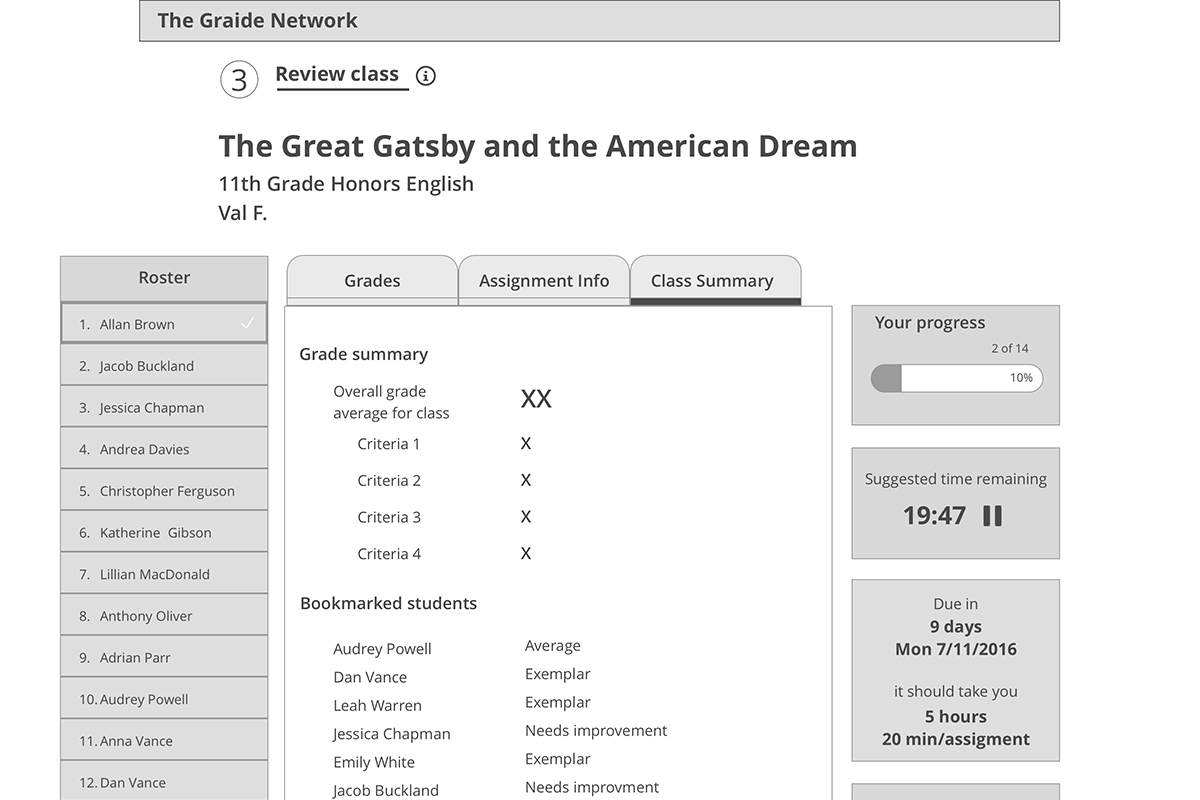 The Graide Network
3 Review class
The Great Gatsby and the American Dream
11th Grade Honors English
Val F.
Roster
1. Allan Brown
2. Jacob Buckland
3. Jessica Chapman
4. Andrea Davies
5. Christopher Ferguson
6. Katherine Gibson
7. Lillian MacDonald
8. Anthony Oliver
9. Adrian Parr
10. Audrey Powell
11. Anna Vance
12. Dan Vance
Grades
Assignment Info
Class Summary
Grade summary
Overall grade
average for class XX
Criteria 1 X
Criteria 2 X
Criteria 3 X
Criteria 4 X
Bookmarked students
Audrey Powell Average
Dan Vance Exemplar
Leah Warren Exemplar
Jessica Chapman Needs improvement
Emily White Exemplar
Jacob Buckland Needs improvment
Your progress
2 of 14
10%
Suggested time remaining
19:47
Due in
9 days
Mon 7/11/2016
it should take you
5 hours
20 min/assigment